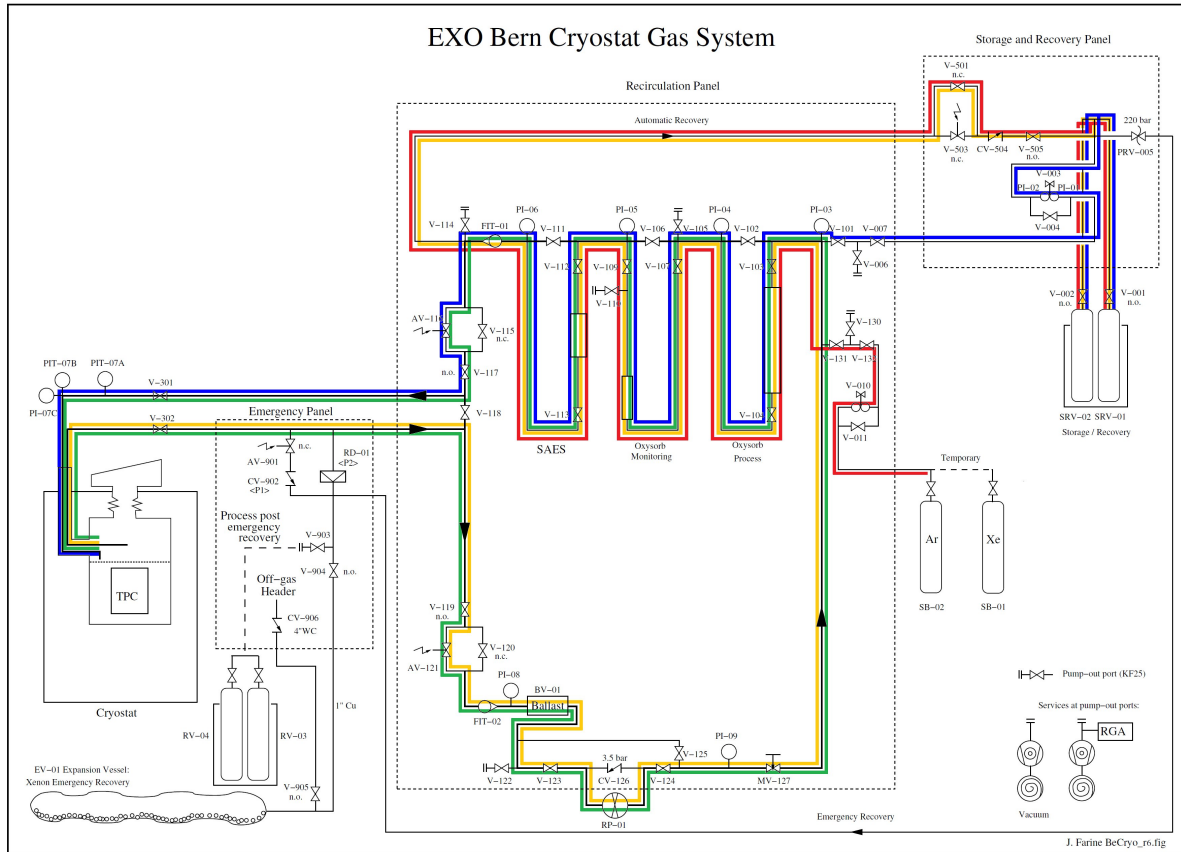 EXO Bern Cryostat Gas System
Storage and Recovery Panel
V-501
n.c.
Recirculation Panel
Automatic Recovery
220 bar
V-503
n.c.
CV-504
V-505
n.o.
PRV-005
V-003
PI-02
V-004
PI-06
PI-05
PI-04
PI-03
V-114
FIT-01
V-111
V-106
V-105
V-102
V-101
V-007
V-112
V-109
V-107
V-103
V-006
V-002
n.o.
V-001
n.o.
V-115
n.c.
V-130
V-131
PIT-07B
PIT-07A
V-301
n.o.
V-117
V-010
PI-07C
V-302
Emergency Panel
V-118
V-113
V-104
V-011
SRV-02
SRV-01
Storage / Recovery
n.c.
AV-901
RD-01
<P2>
SAES
Oxysorb
Monitoring
Oxysorb
Process
Temporary
CV-902
<P1>
Process post
emergency
recovery
V-903
V-904
n.o.
Ar
Xe
Off-gas
Header
TPC
SB-02
SB-01
V-119
n.o.
CV-906
4"WC
V-120
n.c.
AV-121
PI-08
BV-01
Ballast
Pump-out port (KF25)
Cryostat
1" Cu
FIT-02
Services at pump-out ports:
RV-04
RV-03
3.5 bar
V-125
PI-09
RGA
EV-01 Expansion Vessel:
Xenon Emergency Recovery
V-905
n.o.
V-122
V-123
CV-126
V-124
MV-127
RP-01
Emergency Recovery
Vacuum
J. Farine BeCryo_r6.fig